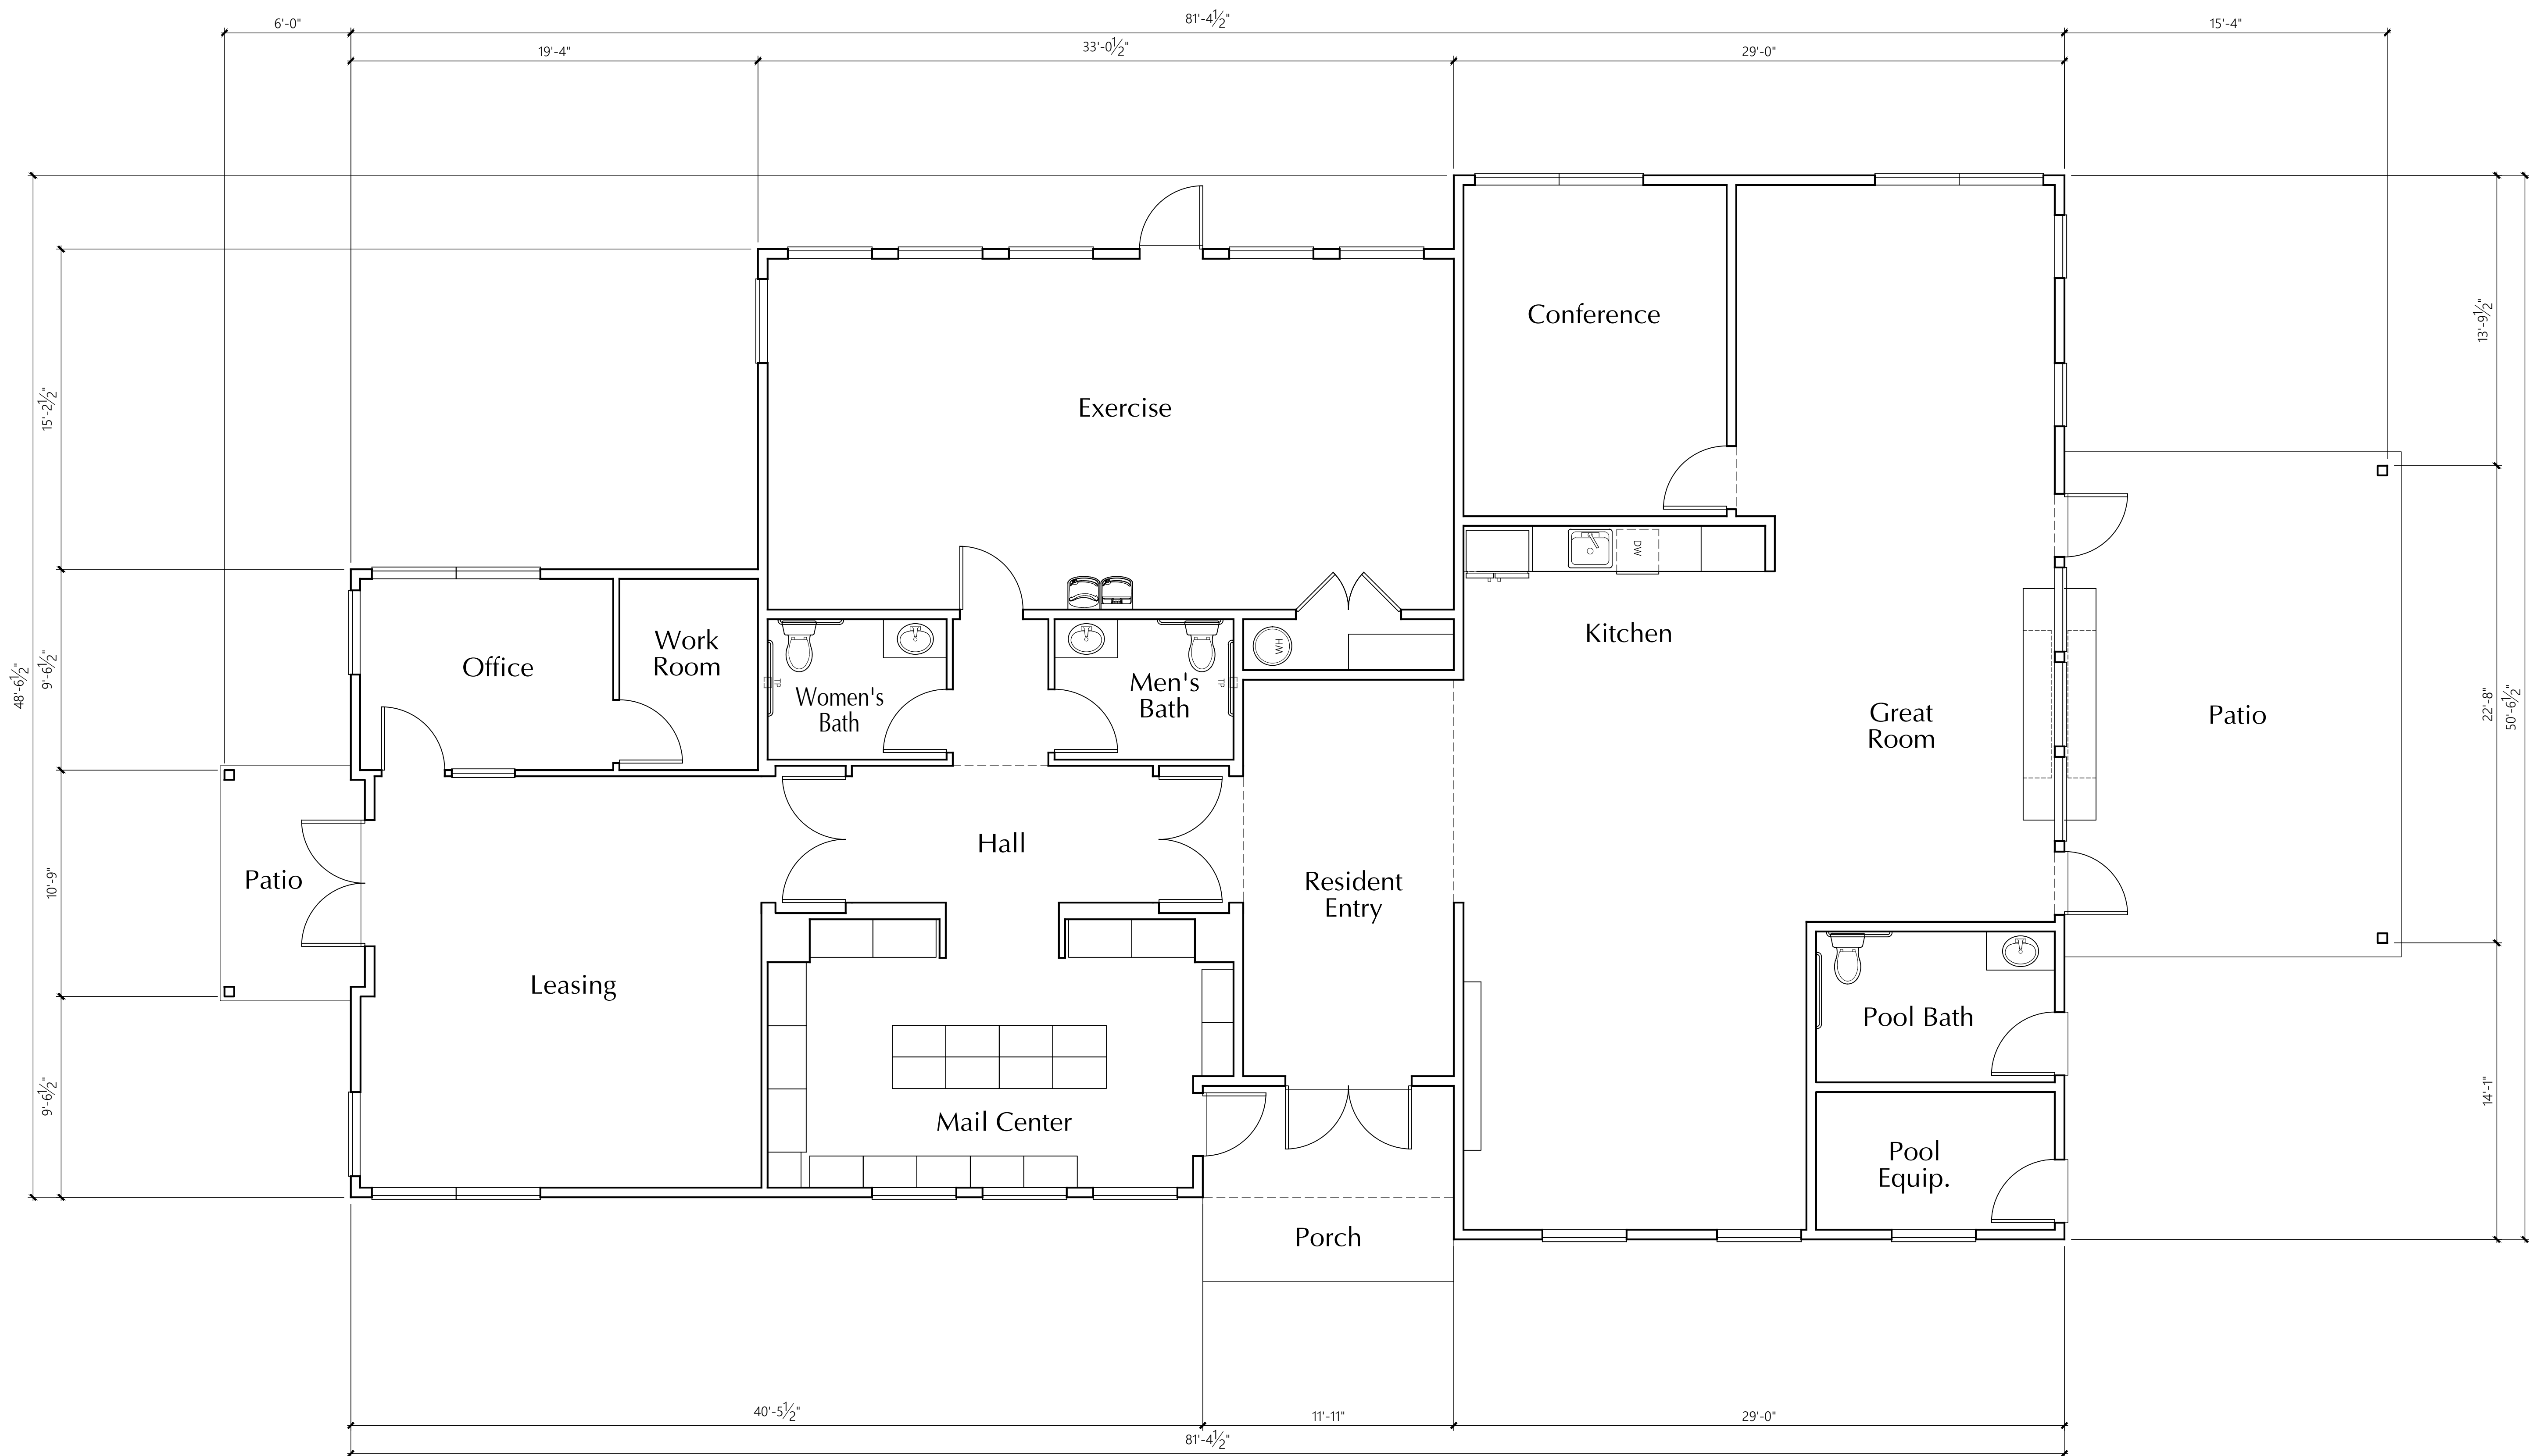 81'-4½"
6'-0"
15'-4"
19'-4"
33'-0½"
29'-0"
Conference
Exercise
13'-9½"
15'-2½"
DW
Work
Room
Kitchen
Office
HW
TP
TP
Women's
Bath
Men's
Bath
48'-6½"
9'-6½"
Great
Room
Patio
22'-8"
50'-6½"
Hall
Patio
Resident
Entry
10'-9"
Leasing
Pool Bath
Mail Center
9'-6½"
14'-1"
Pool
Equip.
Porch
40'-5½"
11'-11"
29'-0"
81'-4½"